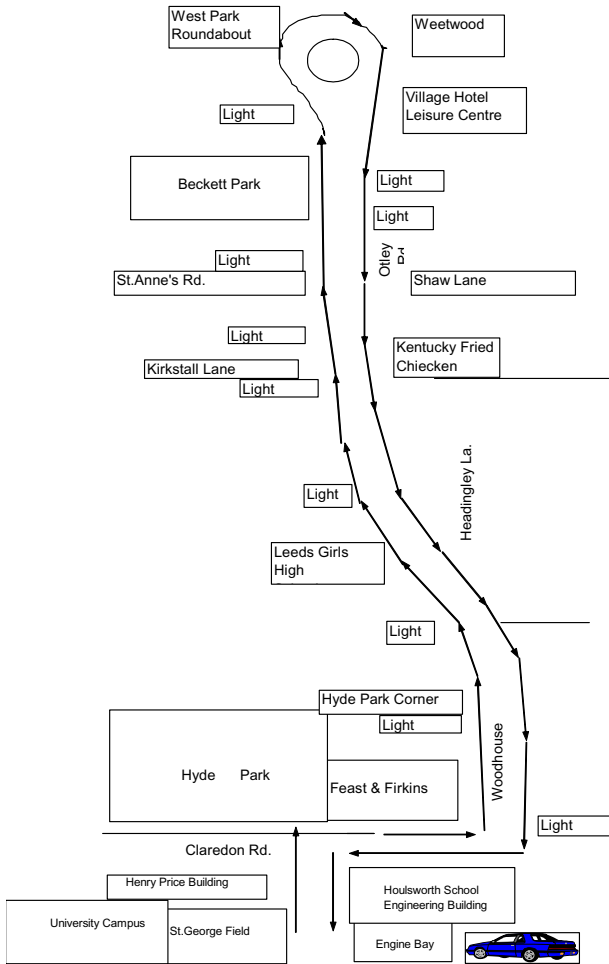 West Park
Roundabout
Weetwood
Village Hotel
Leisure Centre
Light
Beckett Park
Light
Light
Otley
Light
St.Anne's Rd.
Shaw Lane
Light
Kentucky Fried
Chiecken
Kirkstall Lane
Light
Headingley La.
Light
Leeds Girls
High
Light
Hyde Park Corner
Light
Woodhouse
Hyde Park
Feast & Firkins
Light
Claredon Rd.
Henry Price Building
Houlsworth School
Engineering Building
University Campus
St.George Field
Engine Bay